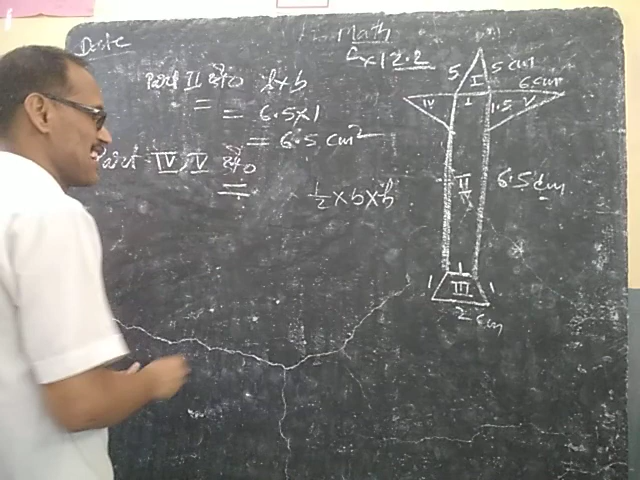 Date
Math
Ex 12.2
Part II क्षे० l×b
= = 6.5×1
= 6.5 cm²
Part IV, V क्षे०
= ½×b×h
5 I 5 cm
6 cm
IV 1 1.5 V
II 6.5 cm
1
1 III 1
2 cm